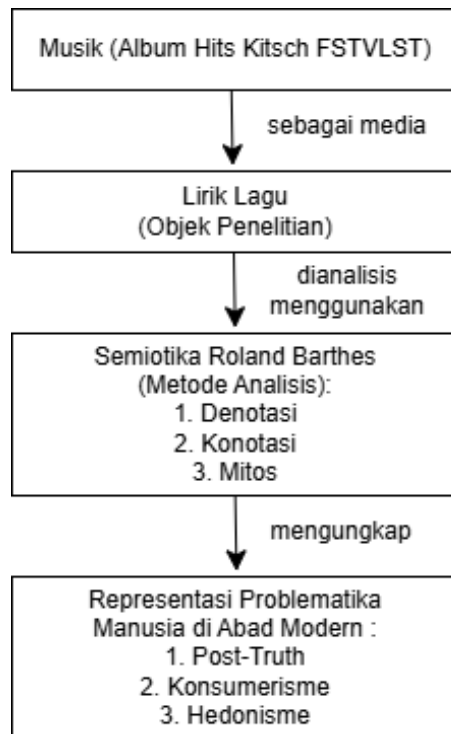 Musik (Album Hits Kitsch FSTVLST)
sebagai media
Lirik Lagu
(Objek Penelitian)
dianalisis
menggunakan
Semiotika Roland Barthes
(Metode Analisis):
1. Denotasi
2. Konotasi
3. Mitos
mengungkap
Representasi Problematika
Manusia di Abad Modern :
1. Post-Truth
2. Konsumerisme
3. Hedonisme